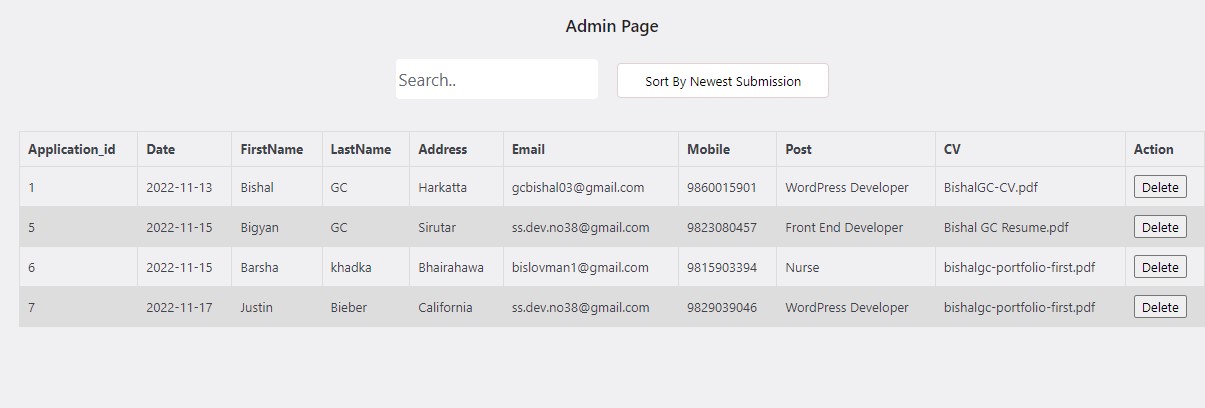 Admin Page
Search..
Sort By Newest Submission
Application_id Date FirstName LastName Address Email Mobile Post CV Action
1 2022-11-13 Bishal GC Harkatta gcbishal03@gmail.com 9860015901 WordPress Developer BishalGC-CV.pdf Delete
5 2022-11-15 Bigyan GC Sirutar ss.dev.no38@gmail.com 9823080457 Front End Developer Bishal GC Resume.pdf Delete
6 2022-11-15 Barsha khadka Bhairahawa bislovman1@gmail.com 9815903394 Nurse bishalgc-portfolio-first.pdf Delete
7 2022-11-17 Justin Bieber California ss.dev.no38@gmail.com 9829039046 WordPress Developer bishalgc-portfolio-first.pdf Delete